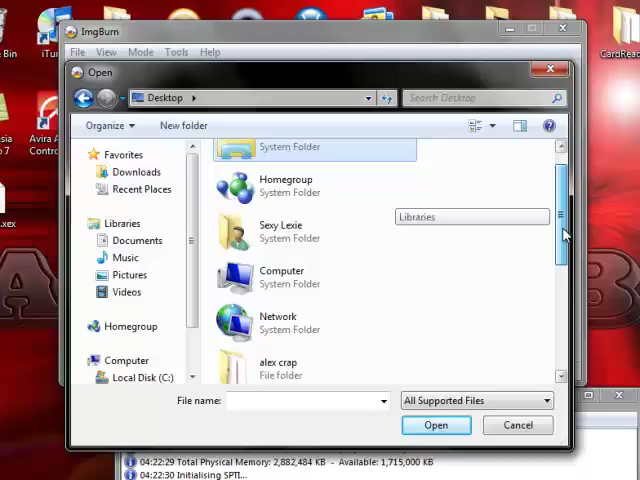 Bin
iTu
CardRead
ImgBurn
File View Mode Tools Help
Open
Desktop
Search Desktop
Organize New folder
System Folder
Favorites
Downloads
Recent Places
Libraries
Documents
Music
Pictures
Videos
Homegroup
Computer
Local Disk (C:)
Homegroup
System Folder
Sexy Lexie
System Folder
Computer
System Folder
Network
System Folder
alex crap
File folder
Libraries
esia
o 7
Avira A
Contro
s.xex
File name:
All Supported Files
Open Cancel
04:22:29 Total Physical Memory: 2,882,484 KB - Available: 1,715,000 KB
04:22:30 Initialising SPTI...